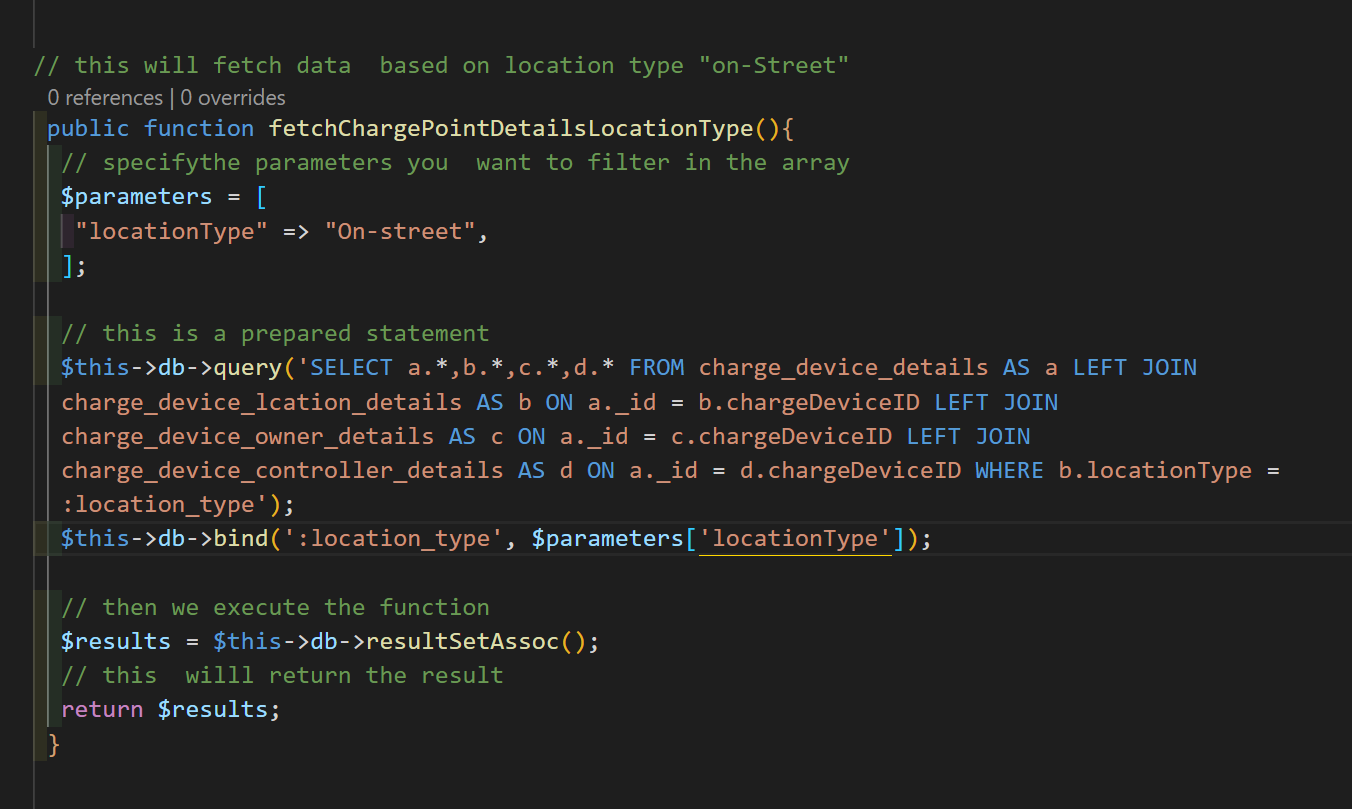 // this will fetch data  based on location type "on-Street"
0 references | 0 overrides
public function fetchChargePointDetailsLocationType(){
// specifythe parameters you  want to filter in the array
$parameters = [
"locationType" => "On-street",
];
// this is a prepared statement
$this->db->query('SELECT a.*,b.*,c.*,d.* FROM charge_device_details AS a LEFT JOIN
charge_device_lcation_details AS b ON a._id = b.chargeDeviceID LEFT JOIN
charge_device_owner_details AS c ON a._id = c.chargeDeviceID LEFT JOIN
charge_device_controller_details AS d ON a._id = d.chargeDeviceID WHERE b.locationType =
:location_type');
$this->db->bind(':location_type', $parameters['locationType']);
// then we execute the function
$results = $this->db->resultSetAssoc();
// this  willl return the result
return $results;
}